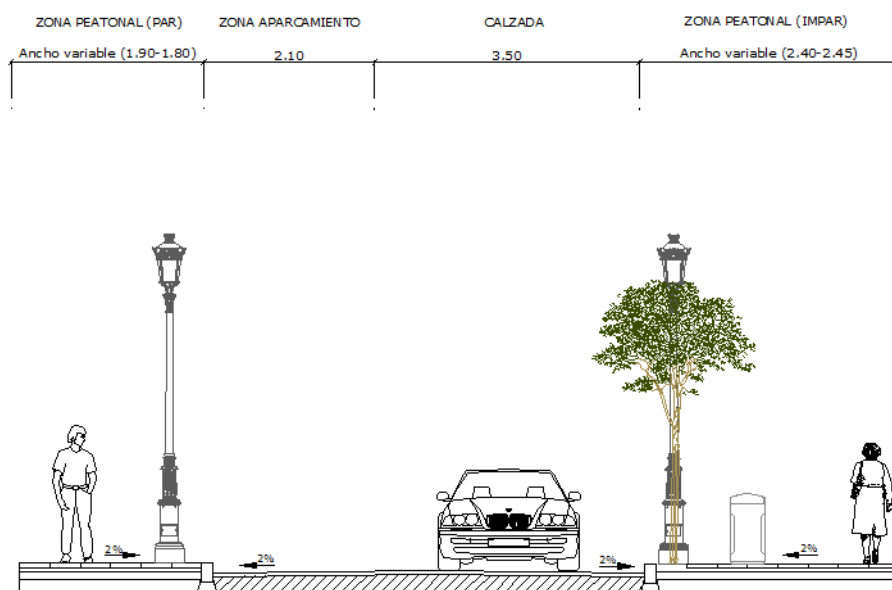 ZONA PEATONAL (PAR) ZONA APARCAMIENTO CALZADA ZONA PEATONAL (IMPAR)
Ancho variable (1.90-1.80) 2.10 3.50 Ancho variable (2.40-2.45)
2% 2% 2% 2%